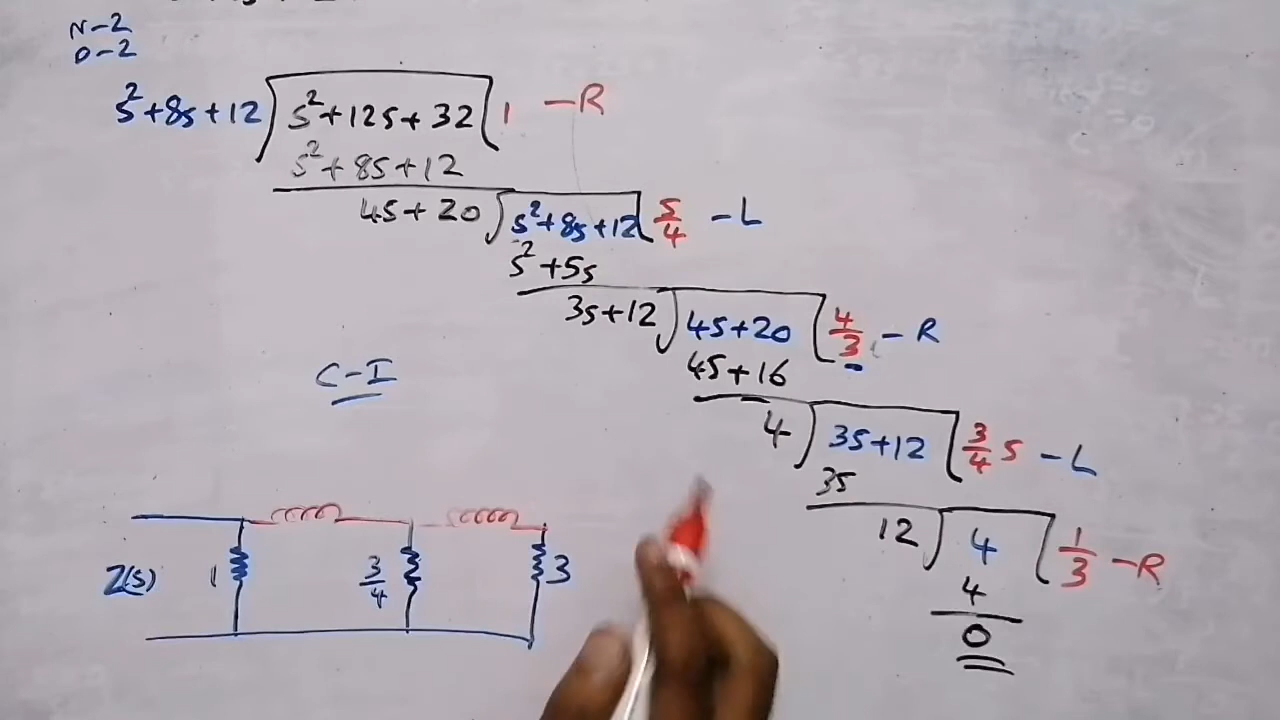 N-2
D-2
s²+8s+12 ) s²+12s+32 ( 1 - R
s²+8s+12
4s+20 ) s²+8s+12 ( 5/4 - L
s²+5s
3s+12 ) 4s+20 ( 4/3 - R
4s+16
C-I
4 ) 3s+12 ( 3/4 s - L
3s
12 ) 4 ( 1/3 - R
4
0
Z(s) 1 3/4 3